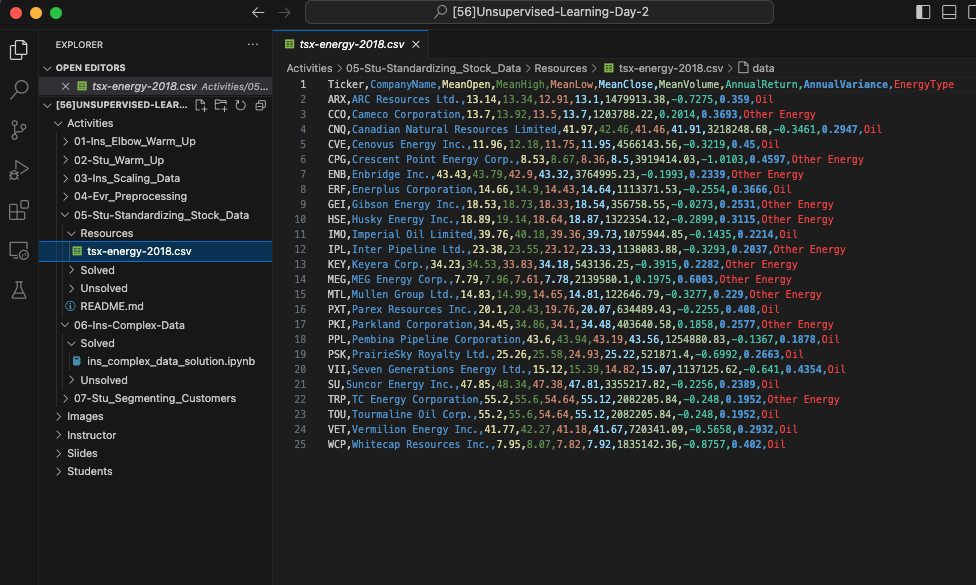 [56]Unsupervised-Learning-Day-2
EXPLORER
OPEN EDITORS
tsx-energy-2018.csv Activities/05...
[56]UNSUPERVISED-LEAR...
Activities
01-Ins_Elbow_Warm_Up
02-Stu_Warm_Up
03-Ins_Scaling_Data
04-Evr_Preprocessing
05-Stu-Standardizing_Stock_Data
Resources
tsx-energy-2018.csv
Solved
Unsolved
README.md
06-Ins-Complex-Data
Solved
ins_complex_data_solution.ipynb
Unsolved
07-Stu_Segmenting_Customers
Images
Instructor
Slides
Students
tsx-energy-2018.csv
Activities > 05-Stu-Standardizing_Stock_Data > Resources > tsx-energy-2018.csv > data
1 Ticker,CompanyName,MeanOpen,MeanHigh,MeanLow,MeanClose,MeanVolume,AnnualReturn,AnnualVariance,EnergyType
2 ARX,ARC Resources Ltd.,13.14,13.34,12.91,13.1,1479913.38,-0.7275,0.359,Oil
3 CCO,Cameco Corporation,13.7,13.92,13.5,13.7,1203788.22,0.2014,0.3693,Other Energy
4 CNQ,Canadian Natural Resources Limited,41.97,42.46,41.46,41.91,3218248.68,-0.3461,0.2947,Oil
5 CVE,Cenovus Energy Inc.,11.96,12.18,11.75,11.95,4566143.56,-0.3219,0.45,Oil
6 CPG,Crescent Point Energy Corp.,8.53,8.67,8.36,8.5,3919414.03,-1.0103,0.4597,Other Energy
7 ENB,Enbridge Inc.,43.43,43.79,42.9,43.32,3764995.23,-0.1993,0.2339,Other Energy
8 ERF,Enerplus Corporation,14.66,14.9,14.43,14.64,1113371.53,-0.2554,0.3666,Oil
9 GEI,Gibson Energy Inc.,18.53,18.73,18.33,18.54,356758.55,-0.0273,0.2531,Other Energy
10 HSE,Husky Energy Inc.,18.89,19.14,18.64,18.87,1322354.12,-0.2899,0.3115,Other Energy
11 IMO,Imperial Oil Limited,39.76,40.18,39.36,39.73,1075944.85,-0.1435,0.2214,Oil
12 IPL,Inter Pipeline Ltd.,23.38,23.55,23.12,23.33,1138083.88,-0.3293,0.2037,Other Energy
13 KEY,Keyera Corp.,34.23,34.53,33.83,34.18,543136.25,-0.3915,0.2282,Other Energy
14 MEG,MEG Energy Corp.,7.79,7.96,7.61,7.78,2139580.1,0.1975,0.6003,Other Energy
15 MTL,Mullen Group Ltd.,14.83,14.99,14.65,14.81,122646.79,-0.3277,0.229,Other Energy
16 PXT,Parex Resources Inc.,20.1,20.43,19.76,20.07,634489.43,-0.2255,0.408,Oil
17 PKI,Parkland Corporation,34.45,34.86,34.1,34.48,403640.58,0.1858,0.2577,Other Energy
18 PPL,Pembina Pipeline Corporation,43.6,43.94,43.19,43.56,1254880.83,-0.1367,0.1878,Oil
19 PSK,PrairieSky Royalty Ltd.,25.26,25.58,24.93,25.22,521871.4,-0.6992,0.2663,Oil
20 VII,Seven Generations Energy Ltd.,15.12,15.39,14.82,15.07,1137125.62,-0.641,0.4354,Oil
21 SU,Suncor Energy Inc.,47.85,48.34,47.38,47.81,3355217.82,-0.2256,0.2389,Oil
22 TRP,TC Energy Corporation,55.2,55.6,54.64,55.12,2082205.84,-0.248,0.1952,Other Energy
23 TOU,Tourmaline Oil Corp.,55.2,55.6,54.64,55.12,2082205.84,-0.248,0.1952,Oil
24 VET,Vermilion Energy Inc.,41.77,42.27,41.18,41.67,720341.09,-0.5658,0.2932,Oil
25 WCP,Whitecap Resources Inc.,7.95,8.07,7.82,7.92,1835142.36,-0.8757,0.402,Oil